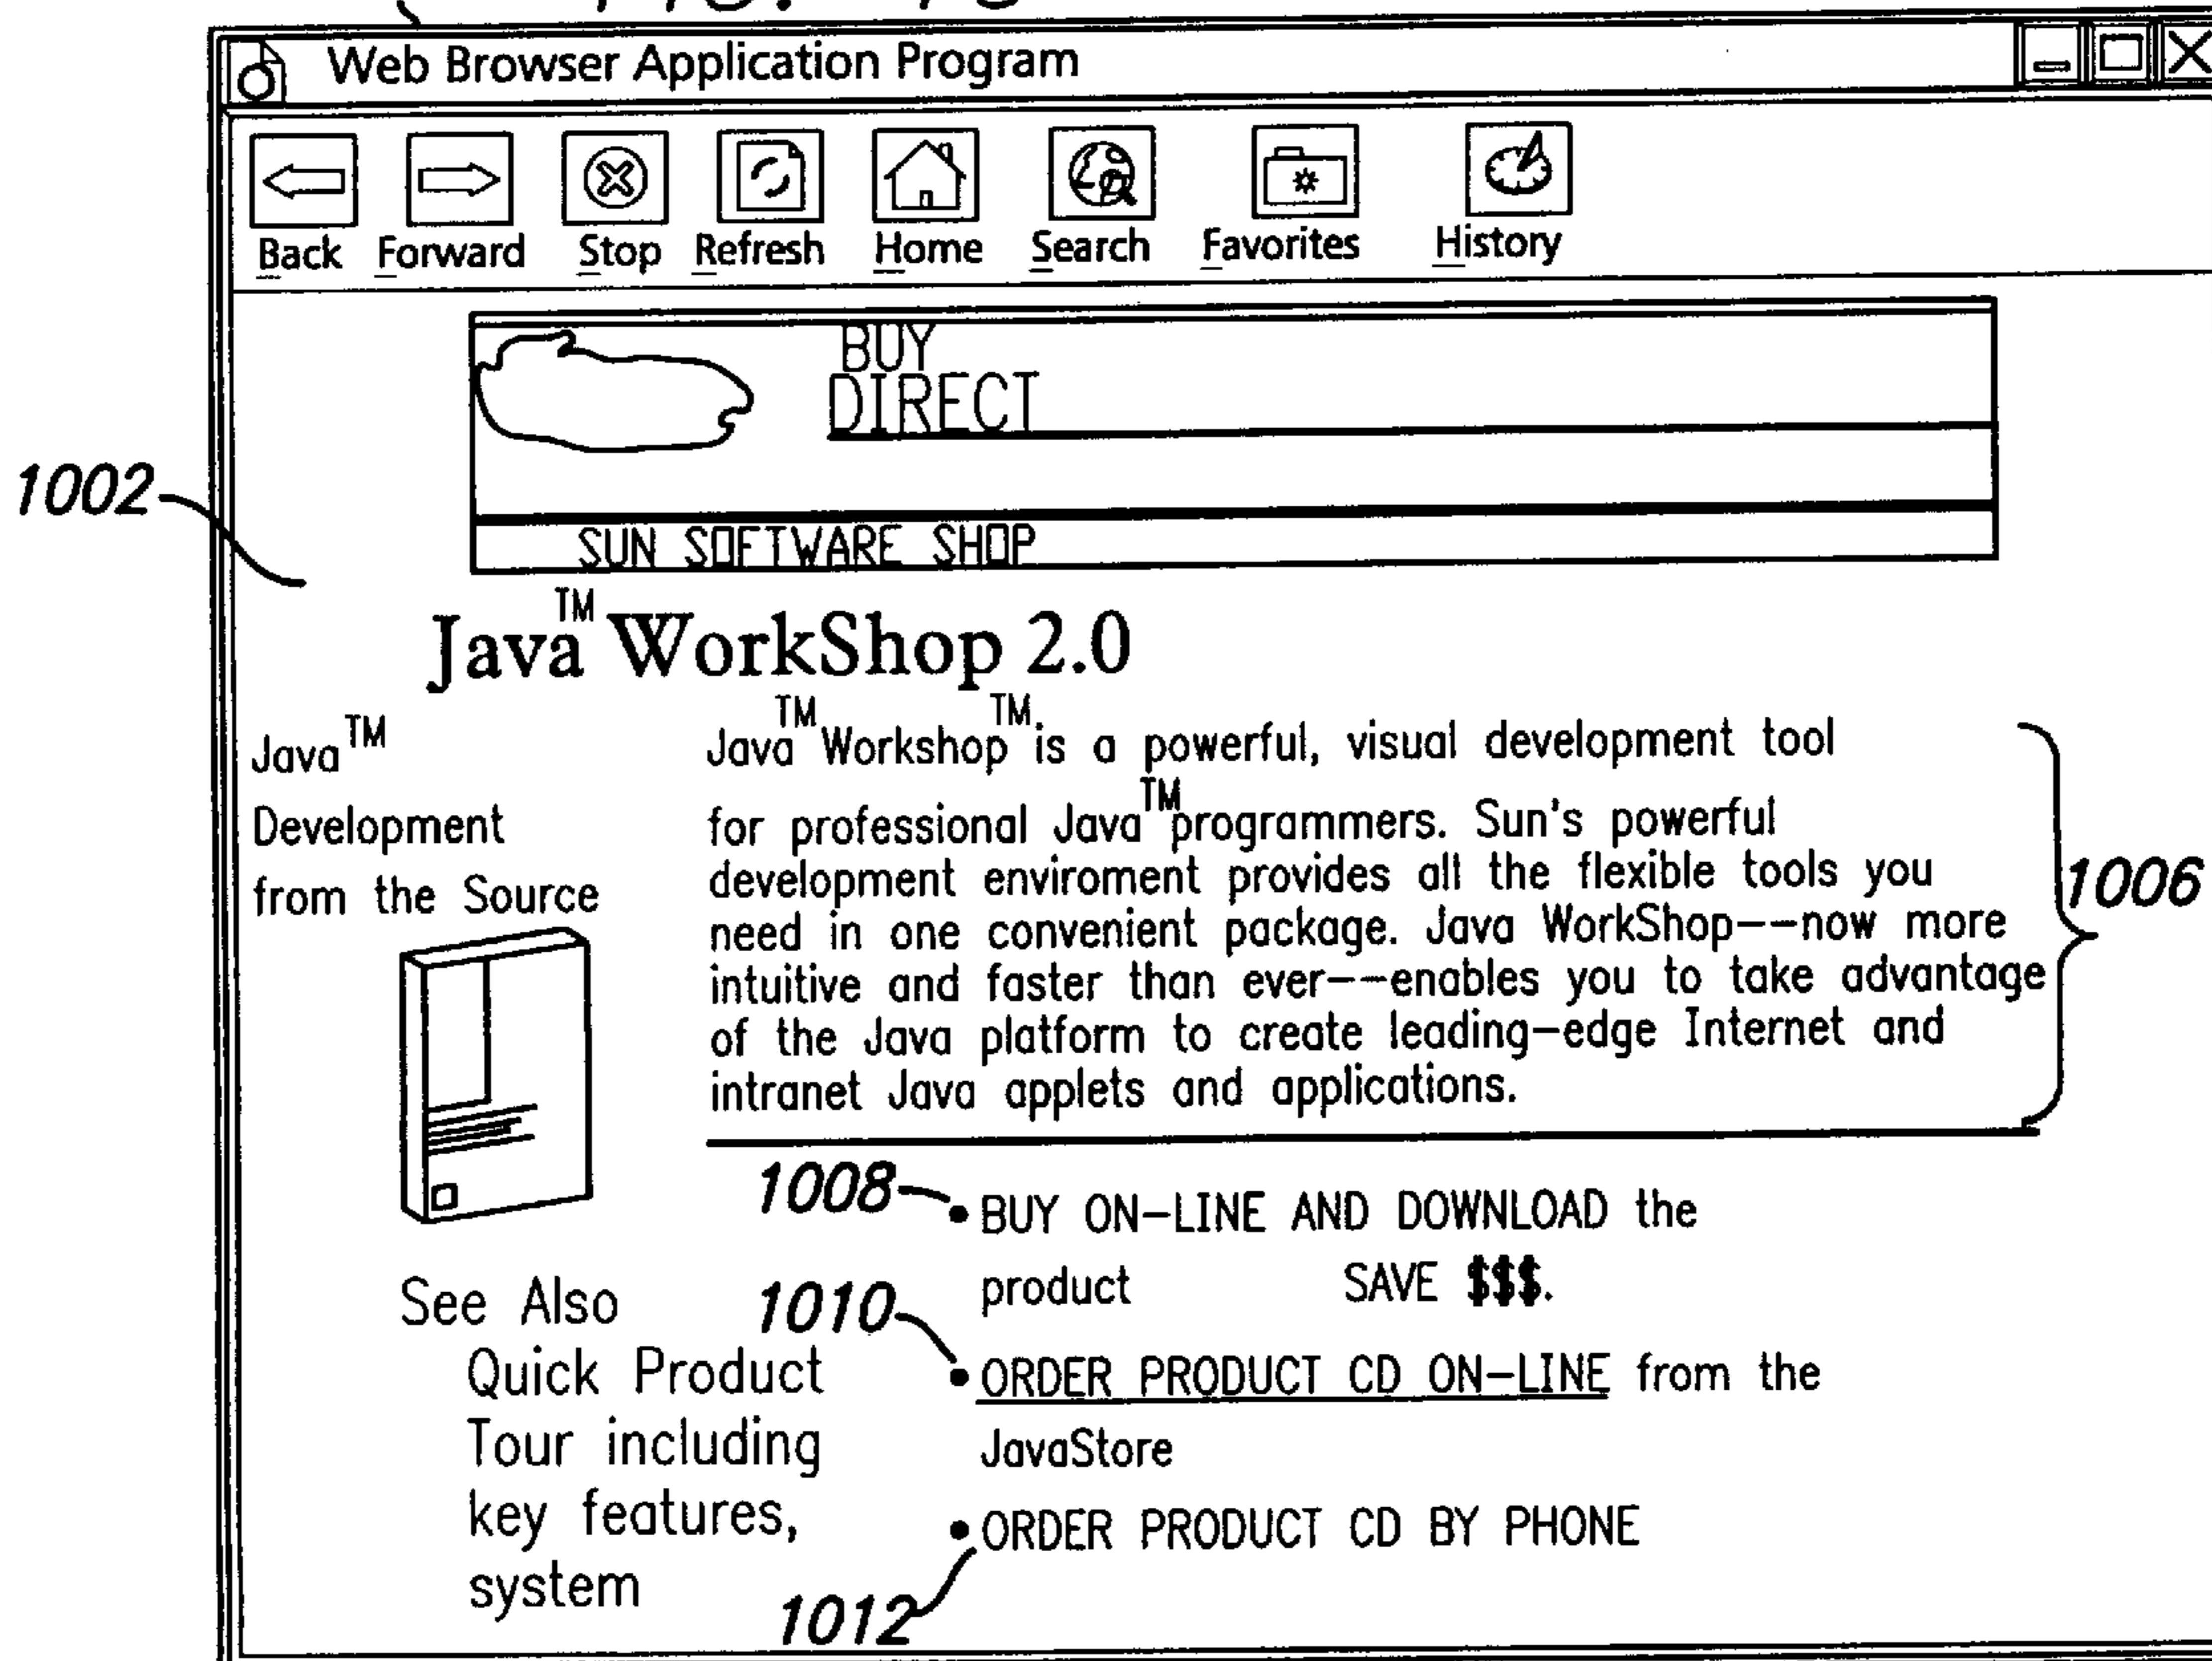 Web Browser Application Program
Back Forward Stop Refresh Home Search Favorites History
BUY
DIRECT
1002
SUN SOFTWARE SHOP
Java™ WorkShop 2.0
Java™
Development
from the Source
Java™ Workshop™ is a powerful, visual development tool
for professional Java™ programmers. Sun's powerful
development enviroment provides all the flexible tools you
need in one convenient package. Java WorkShop--now more
intuitive and faster than ever--enables you to take advantage
of the Java platform to create leading-edge Internet and
intranet Java applets and applications.
1006
1008
• BUY ON-LINE AND DOWNLOAD the
product SAVE $$$.
1010
• ORDER PRODUCT CD ON-LINE from the
JavaStore
• ORDER PRODUCT CD BY PHONE
1012
See Also
Quick Product
Tour including
key features,
system